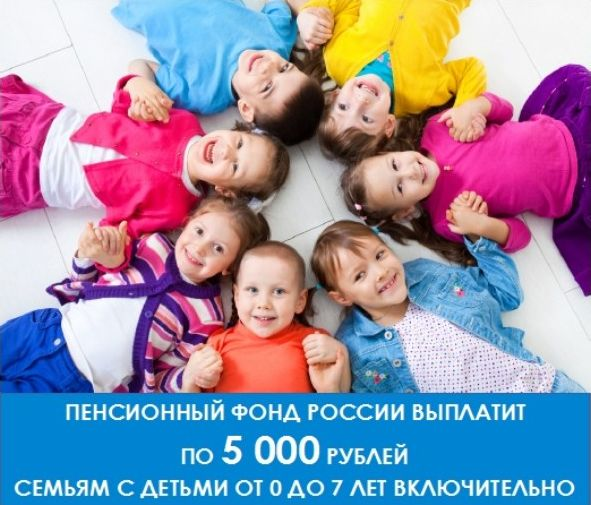 ПЕНСИОННЫЙ ФОНД РОССИИ ВЫПЛАТИТ
ПО 5 000 РУБЛЕЙ
СЕМЬЯМ С ДЕТЬМИ ОТ 0 ДО 7 ЛЕТ ВКЛЮЧИТЕЛЬНО